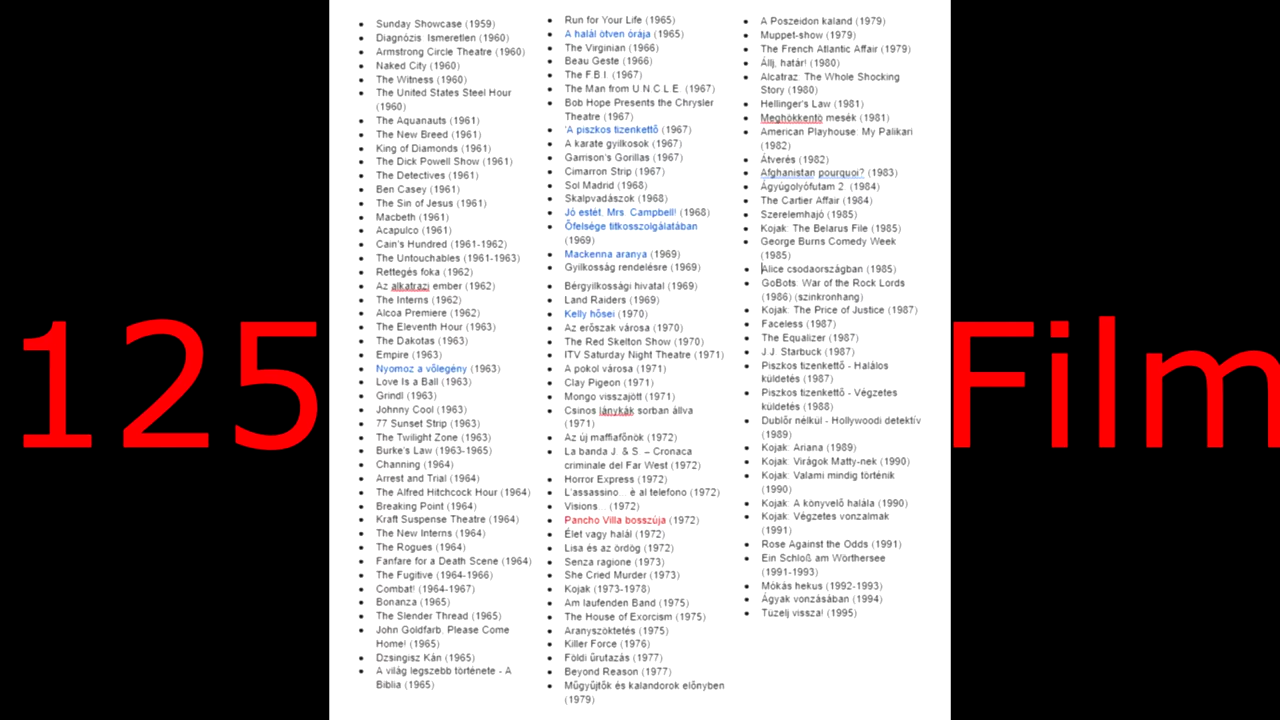 125
Sunday Showcase (1959)
Diagnózis Ismeretlen (1960)
Armstrong Circle Theatre (1960)
Naked City (1960)
The Witness (1960)
The United States Steel Hour
(1960)
The Aquanauts (1961)
The New Breed (1961)
King of Diamonds (1961)
The Dick Powell Show (1961)
The Detectives (1961)
Ben Casey (1961)
The Sin of Jesus (1961)
Macbeth (1961)
Acapulco (1961)
Cain's Hundred (1961-1962)
The Untouchables (1961-1963)
Rettegés foka (1962)
Az alkatrazi ember (1962)
The Interns (1962)
Alcoa Premiere (1962)
The Eleventh Hour (1963)
The Dakotas (1963)
Empire (1963)
Nyomoz a vőlegény (1963)
Love Is a Ball (1963)
Grindl (1963)
Johnny Cool (1963)
77 Sunset Strip (1963)
The Twilight Zone (1963)
Burke's Law (1963-1965)
Channing (1964)
Arrest and Trial (1964)
The Alfred Hitchcock Hour (1964)
Breaking Point (1964)
Kraft Suspense Theatre (1964)
The New Interns (1964)
The Rogues (1964)
Fanfare for a Death Scene (1964)
The Fugitive (1964-1966)
Combat! (1964-1967)
Bonanza (1965)
The Slender Thread (1965)
John Goldfarb, Please Come
Home! (1965)
Dzsingisz Kán (1965)
A világ legszebb története - A
Biblia (1965)
Run for Your Life (1965)
A halál ötven órája (1965)
The Virginian (1966)
Beau Geste (1966)
The F.B.I. (1967)
The Man from U.N.C.L.E. (1967)
Bob Hope Presents the Chrysler
Theatre (1967)
'A piszkos tizenkettő (1967)
A karate gyilkosok (1967)
Garrison's Gorillas (1967)
Cimarron Strip (1967)
Sol Madrid (1968)
Skalpvadászok (1968)
Jó estét, Mrs. Campbell! (1968)
Őfelsége titkosszolgálatában
(1969)
Mackenna aranya (1969)
Gyilkosság rendelésre (1969)
Bérgyilkossági hivatal (1969)
Land Raiders (1969)
Kelly hősei (1970)
Az erőszak városa (1970)
The Red Skelton Show (1970)
ITV Saturday Night Theatre (1971)
A pokol városa (1971)
Clay Pigeon (1971)
Mongo visszajött (1971)
Csinos lánykák sorban állva
(1971)
Az új maffiafőnök (1972)
La banda J. & S. – Cronaca
criminale del Far West (1972)
Horror Express (1972)
L'assassino... è al telefono (1972)
Visions... (1972)
Pancho Villa bosszúja (1972)
Élet vagy halál (1972)
Lisa és az ördög (1972)
Senza ragione (1973)
She Cried Murder (1973)
Kojak (1973-1978)
Am laufenden Band (1975)
The House of Exorcism (1975)
Aranyszöktetés (1975)
Killer Force (1976)
Földi űrutazás (1977)
Beyond Reason (1977)
Műgyűjtők és kalandorok előnyben
(1979)
A Poszeidon kaland (1979)
Muppet-show (1979)
The French Atlantic Affair (1979)
Állj, határ! (1980)
Alcatraz: The Whole Shocking
Story (1980)
Hellinger's Law (1981)
Meghökkentö mesék (1981)
American Playhouse: My Palikari
(1982)
Átverés (1982)
Afghanistan pourquoi? (1983)
Ágyúgolyófutam 2. (1984)
The Cartier Affair (1984)
Szerelemhajó (1985)
Kojak: The Belarus File (1985)
George Burns Comedy Week
(1985)
Alice csodaországban (1985)
GoBots: War of the Rock Lords
(1986) (szinkronhang)
Kojak: The Price of Justice (1987)
Faceless (1987)
The Equalizer (1987)
J.J. Starbuck (1987)
Piszkos tizenkettő - Halálos
küldetés (1987)
Piszkos tizenkettő - Végzetes
küldetés (1988)
Dublőr nélkül - Hollywoodi detektív
(1989)
Kojak: Ariana (1989)
Kojak: Virágok Matty-nek (1990)
Kojak: Valami mindig történik
(1990)
Kojak: A könyvelő halála (1990)
Kojak: Végzetes vonzalmak
(1991)
Rose Against the Odds (1991)
Ein Schloß am Wörthersee
(1991-1993)
Mókás hekus (1992-1993)
Ágyak vonzásában (1994)
Tüzelj vissza! (1995)
Film